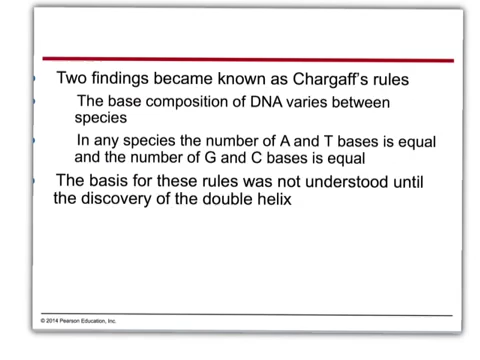 Two findings became known as Chargaff's rules
The base composition of DNA varies between
species
In any species the number of A and T bases is equal
and the number of G and C bases is equal
The basis for these rules was not understood until
the discovery of the double helix
© 2014 Pearson Education, Inc.